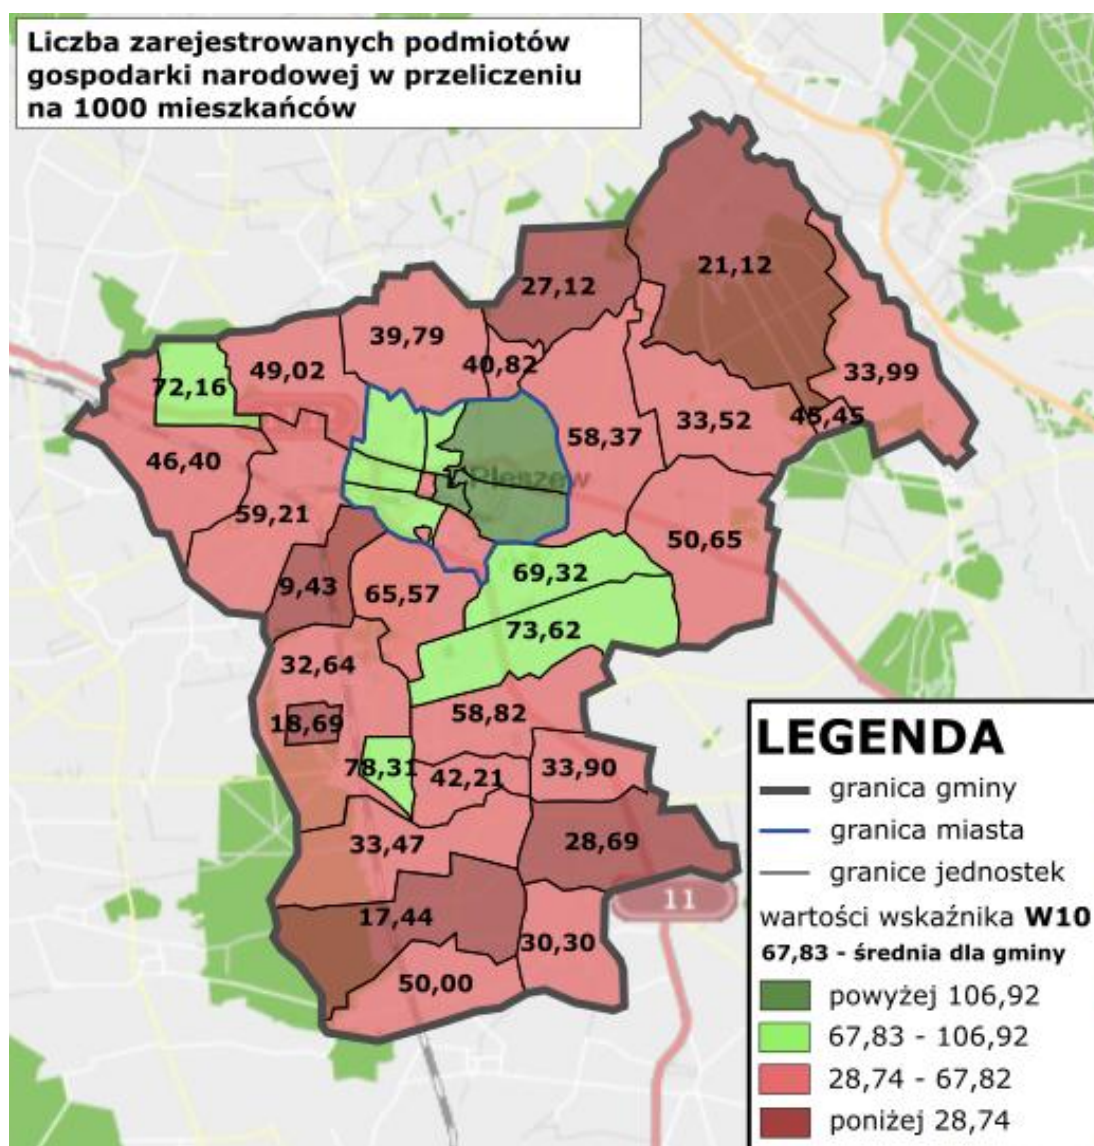 Liczba zarejestrowanych podmiotów
gospodarki narodowej w przeliczeniu
na 1000 mieszkańców
21,12
27,12
39,79
40,82
49,02
72,16
33,99
33,52
45,45
58,37
46,40
Pleszew
59,21
50,65
69,32
9,43
65,57
73,62
32,64
58,82
18,69
78,31
42,21
33,90
33,47
28,69
17,44
30,30
50,00
11
LEGENDA
granica gminy
granica miasta
granice jednostek
wartości wskaźnika W10
67,83 - średnia dla gminy
powyżej 106,92
67,83 - 106,92
28,74 - 67,82
poniżej 28,74